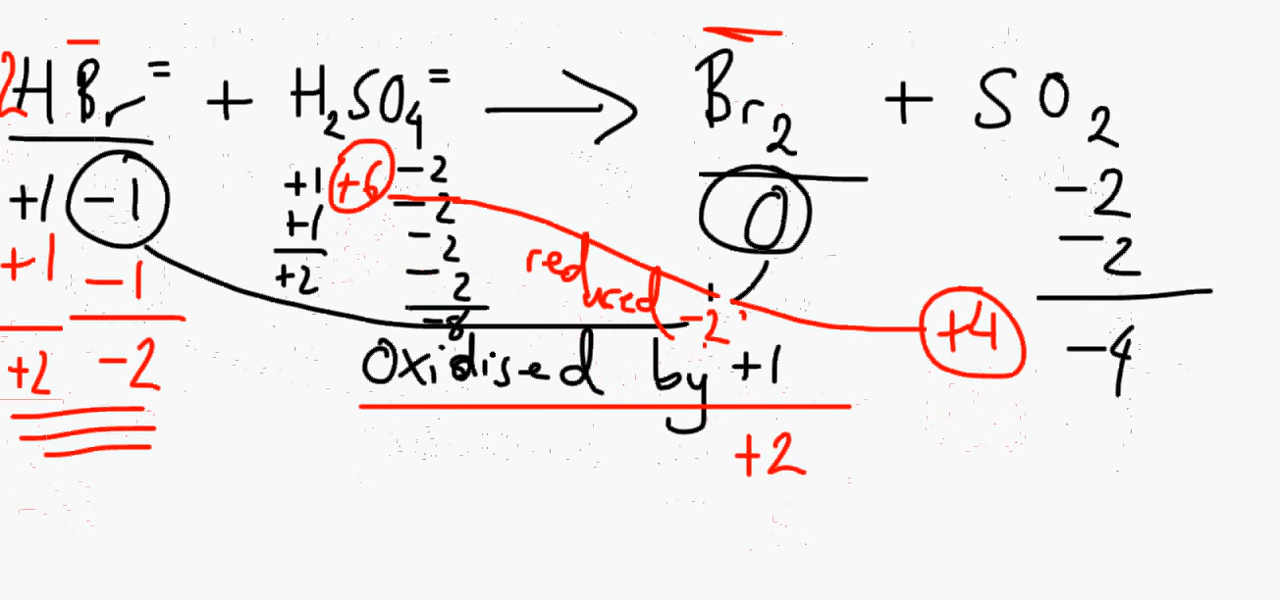 2HBr = + H₂SO₄ = → Br₂ + SO₂
+1 -1 +1 +6 -2 0 -2
+1 -1 +1 -2 -2
+2 -2 -4
-2 reduced -2 +4
-8
+2 -2 Oxidised by +1 -4
+2